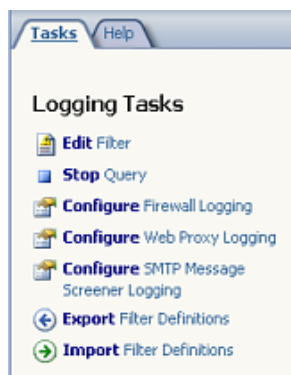 Tasks Help
Logging Tasks
Edit Filter
Stop Query
Configure Firewall Logging
Configure Web Proxy Logging
Configure SMTP Message
Screener Logging
Export Filter Definitions
Import Filter Definitions